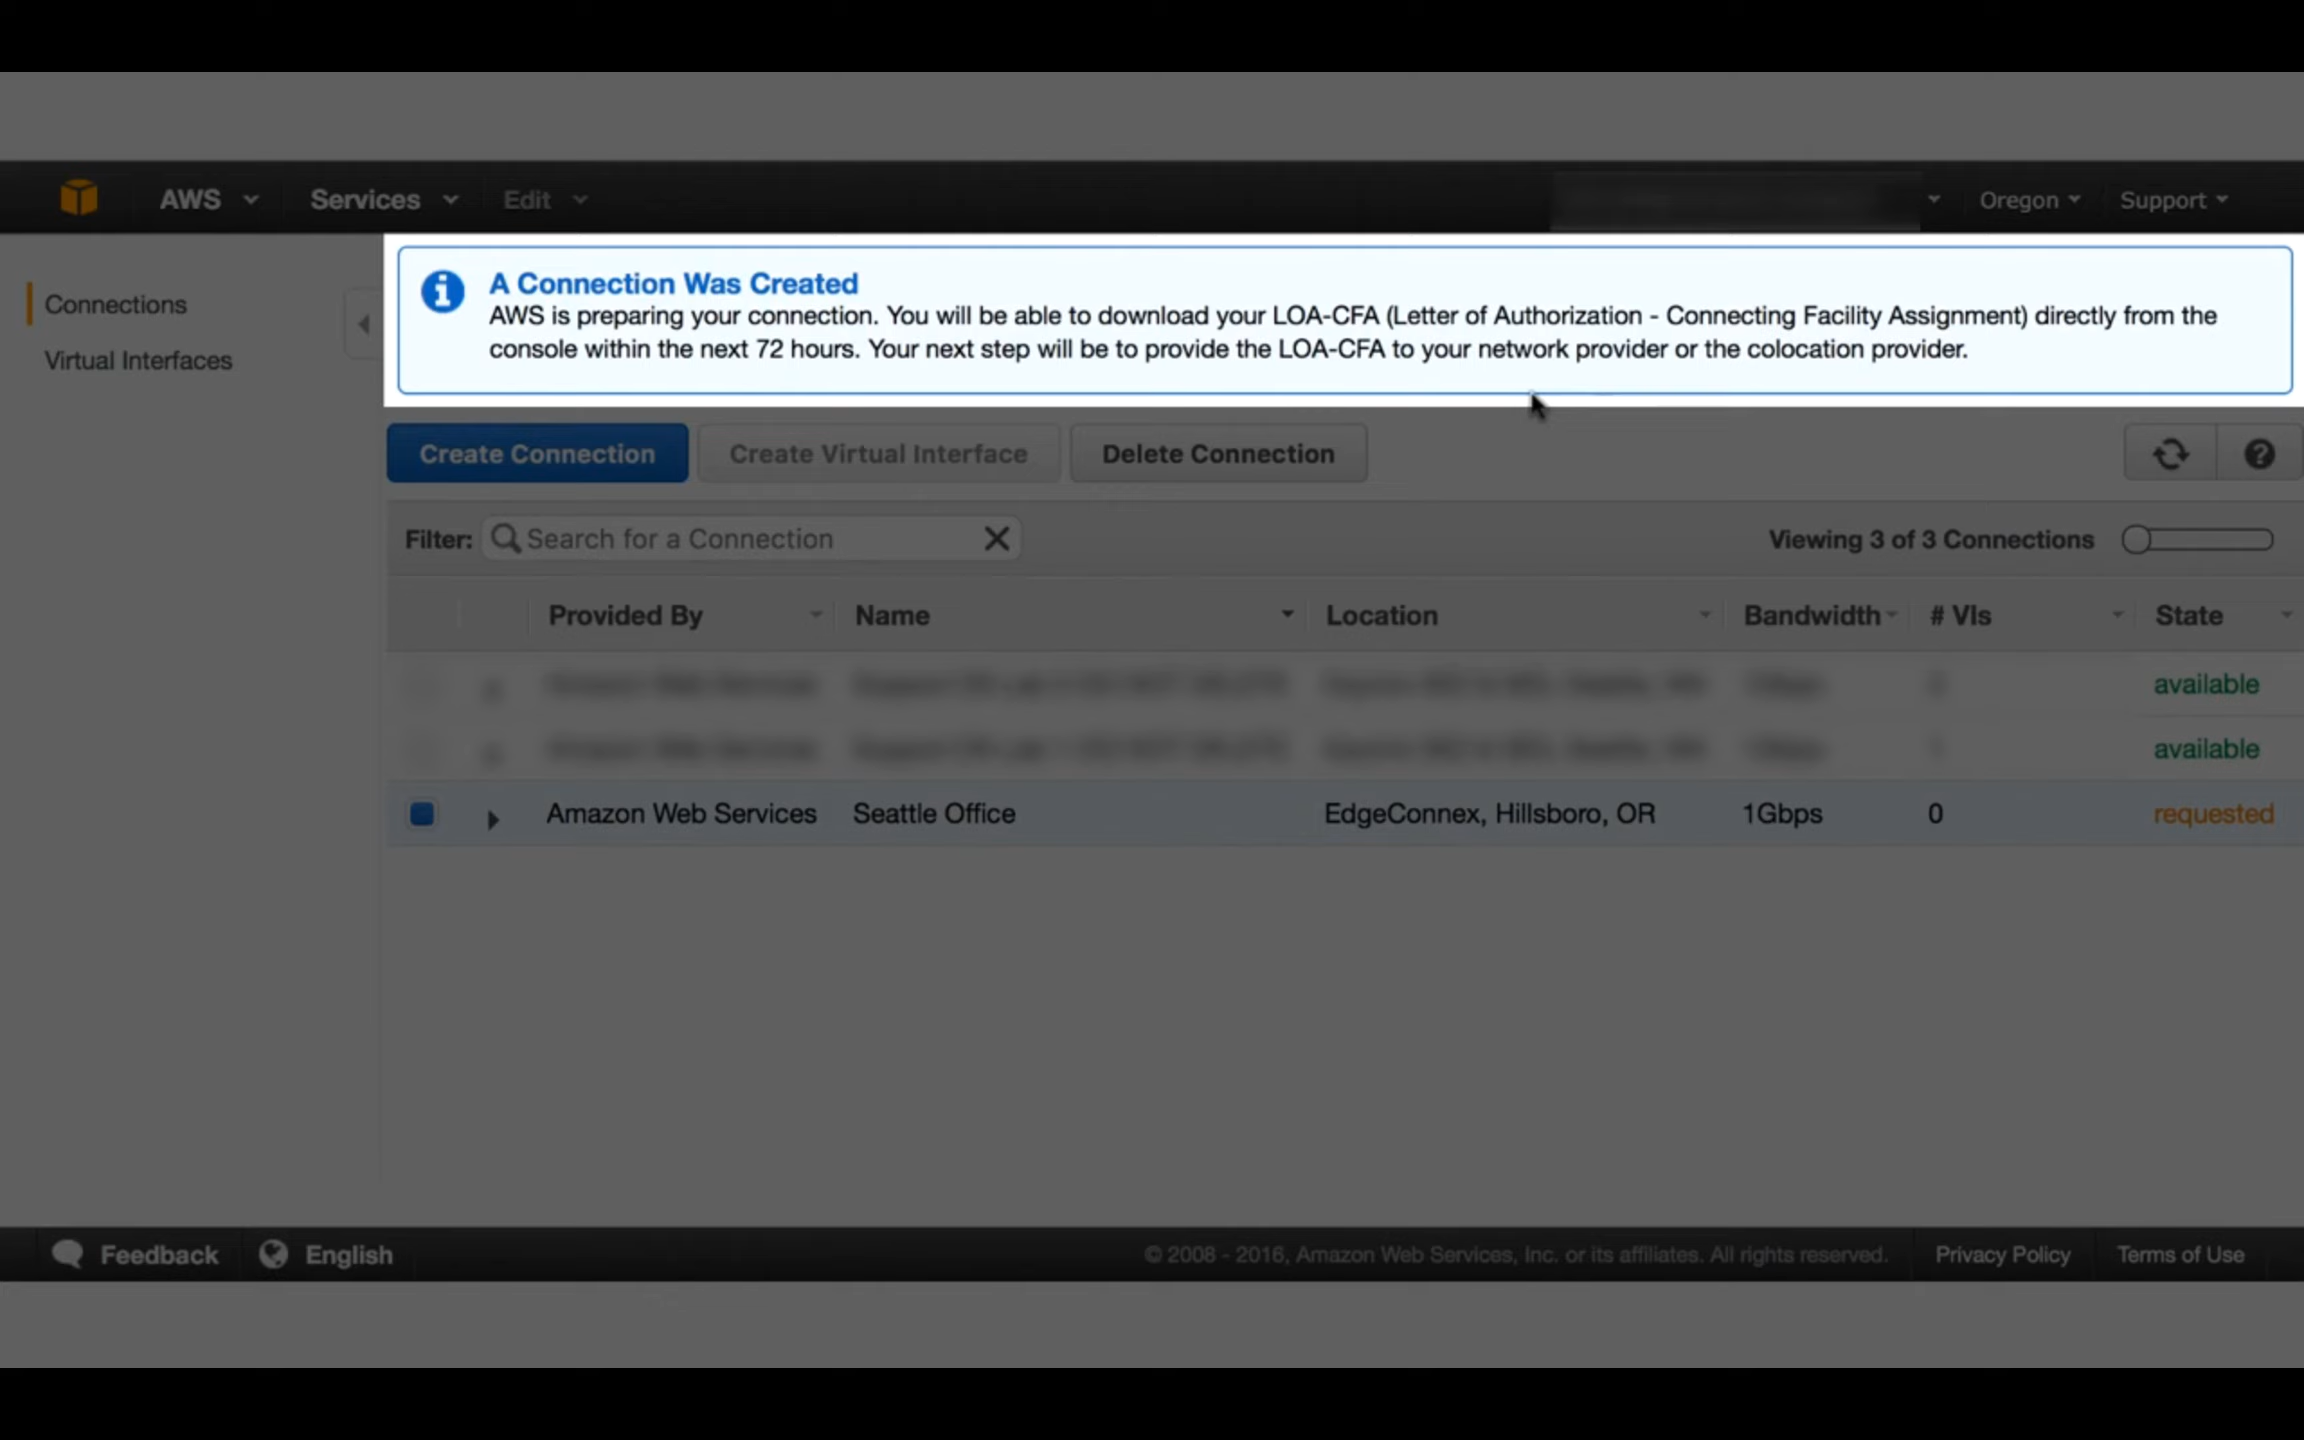 AWS Services Edit Oregon Support
Connections
Virtual Interfaces
A Connection Was Created
AWS is preparing your connection. You will be able to download your LOA-CFA (Letter of Authorization - Connecting Facility Assignment) directly from the
console within the next 72 hours. Your next step will be to provide the LOA-CFA to your network provider or the colocation provider.
Create Connection Create Virtual Interface Delete Connection
Filter: Search for a Connection Viewing 3 of 3 Connections
Provided By Name Location Bandwidth # VIs State
available
available
Amazon Web Services Seattle Office EdgeConnex, Hillsboro, OR 1Gbps 0 requested
Feedback English © 2008 - 2016, Amazon Web Services, Inc. or its affiliates. All rights reserved. Privacy Policy Terms of Use